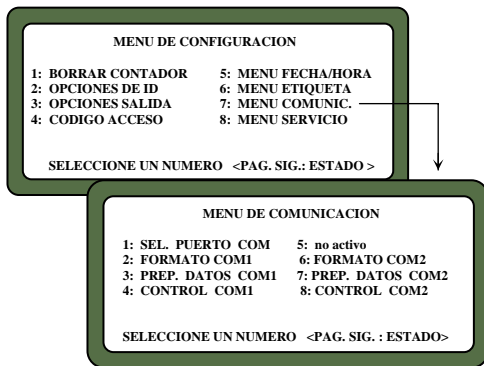 MENU DE CONFIGURACION
1: BORRAR CONTADOR 5: MENU FECHA/HORA
2: OPCIONES DE ID 6: MENU ETIQUETA
3: OPCIONES SALIDA 7: MENU COMUNIC.
4: CODIGO ACCESO 8: MENU SERVICIO
SELECCIONE UN NUMERO <PAG. SIG.: ESTADO >
MENU DE COMUNICACION
1: SEL. PUERTO COM 5: no activo
2: FORMATO COM1 6: FORMATO COM2
3: PREP. DATOS COM1 7: PREP. DATOS COM2
4: CONTROL COM1 8: CONTROL COM2
SELECCIONE UN NUMERO <PAG. SIG. : ESTADO>